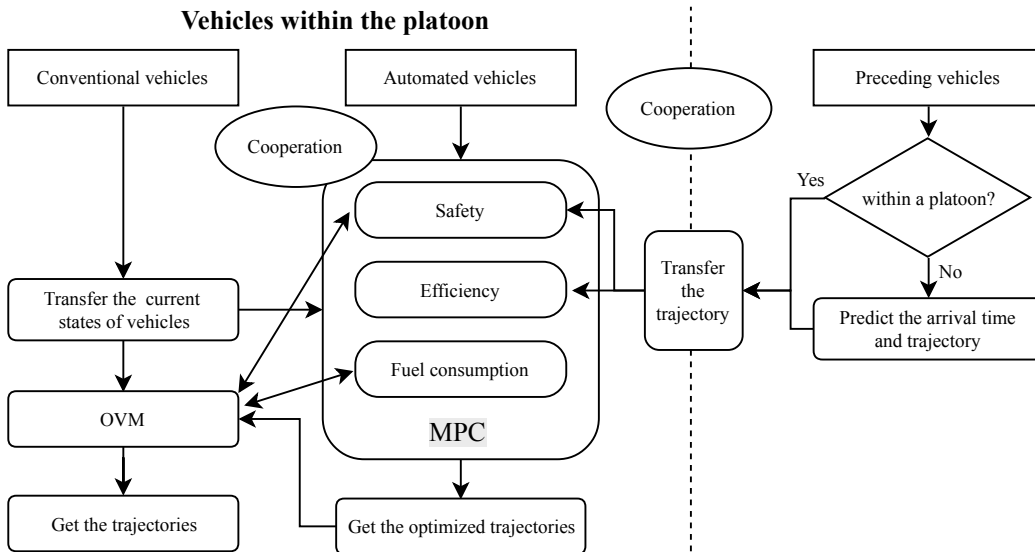 Vehicles within the platoon
Conventional vehicles
Automated vehicles
Preceding vehicles
Cooperation
Cooperation
Yes
within a platoon?
No
Safety
Efficiency
Fuel consumption
MPC
Transfer the current
states of vehicles
Transfer
the
trajectory
Predict the arrival time
and trajectory
OVM
Get the trajectories
Get the optimized trajectories